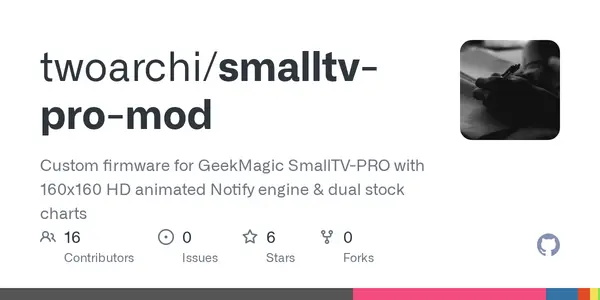 twoarchi/smalltv-
pro-mod
Custom firmware for GeekMagic SmallTV-PRO with
160x160 HD animated Notify engine & dual stock
charts
16 0 6 0
Contributors Issues Stars Forks